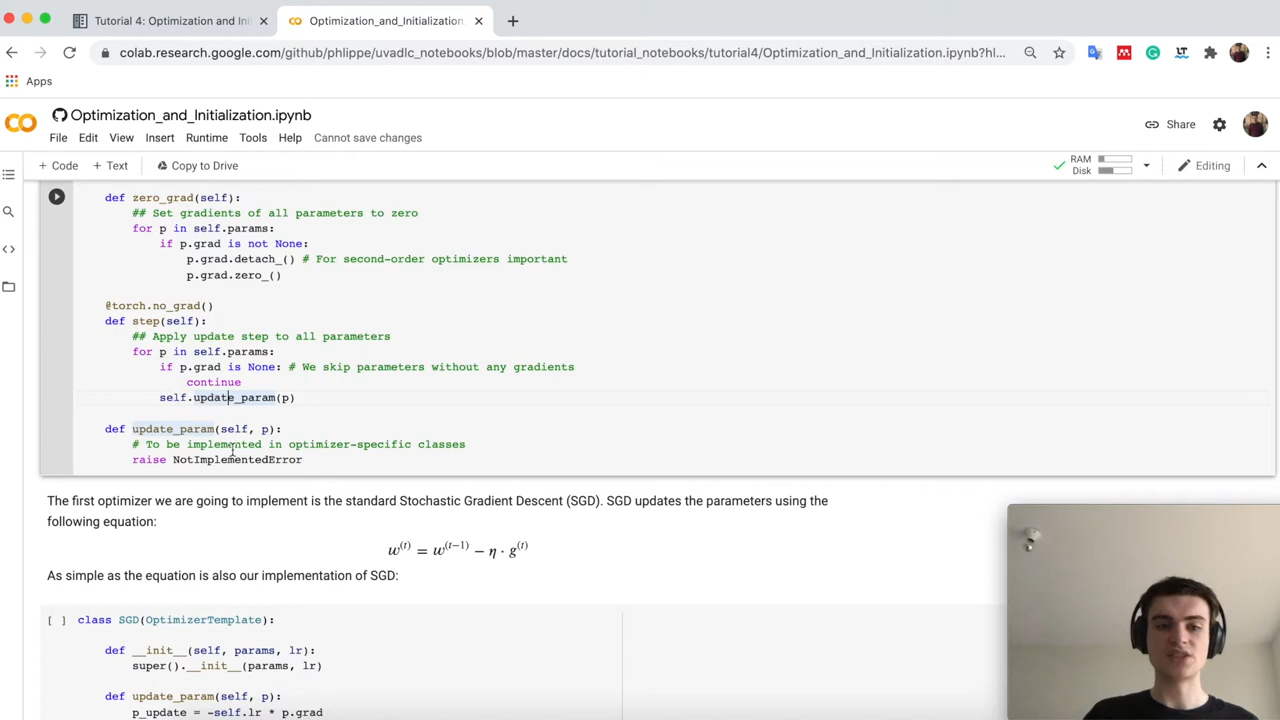 Tutorial 4: Optimization and Ini
Optimization_and_Initialization.
colab.research.google.com/github/phlippe/uvadlc_notebooks/blob/master/docs/tutorial_notebooks/tutorial4/Optimization_and_Initialization.ipynb?hl...
Apps
Optimization_and_Initialization.ipynb
Share
File Edit View Insert Runtime Tools Help Cannot save changes
+ Code + Text Copy to Drive
RAM
Disk
Editing
def zero_grad(self):
## Set gradients of all parameters to zero
for p in self.params:
if p.grad is not None:
p.grad.detach_() # For second-order optimizers important
p.grad.zero_()
@torch.no_grad()
def step(self):
## Apply update step to all parameters
for p in self.params:
if p.grad is None: # We skip parameters without any gradients
continue
self.update_param(p)
def update_param(self, p):
# To be implemented in optimizer-specific classes
raise NotImplementedError
The first optimizer we are going to implement is the standard Stochastic Gradient Descent (SGD). SGD updates the parameters using the
following equation:
w^(t) = w^(t−1) − η · g^(t)
As simple as the equation is also our implementation of SGD:
[ ] class SGD(OptimizerTemplate):
def __init__(self, params, lr):
super().__init__(params, lr)
def update_param(self, p):
p_update = -self.lr * p.grad